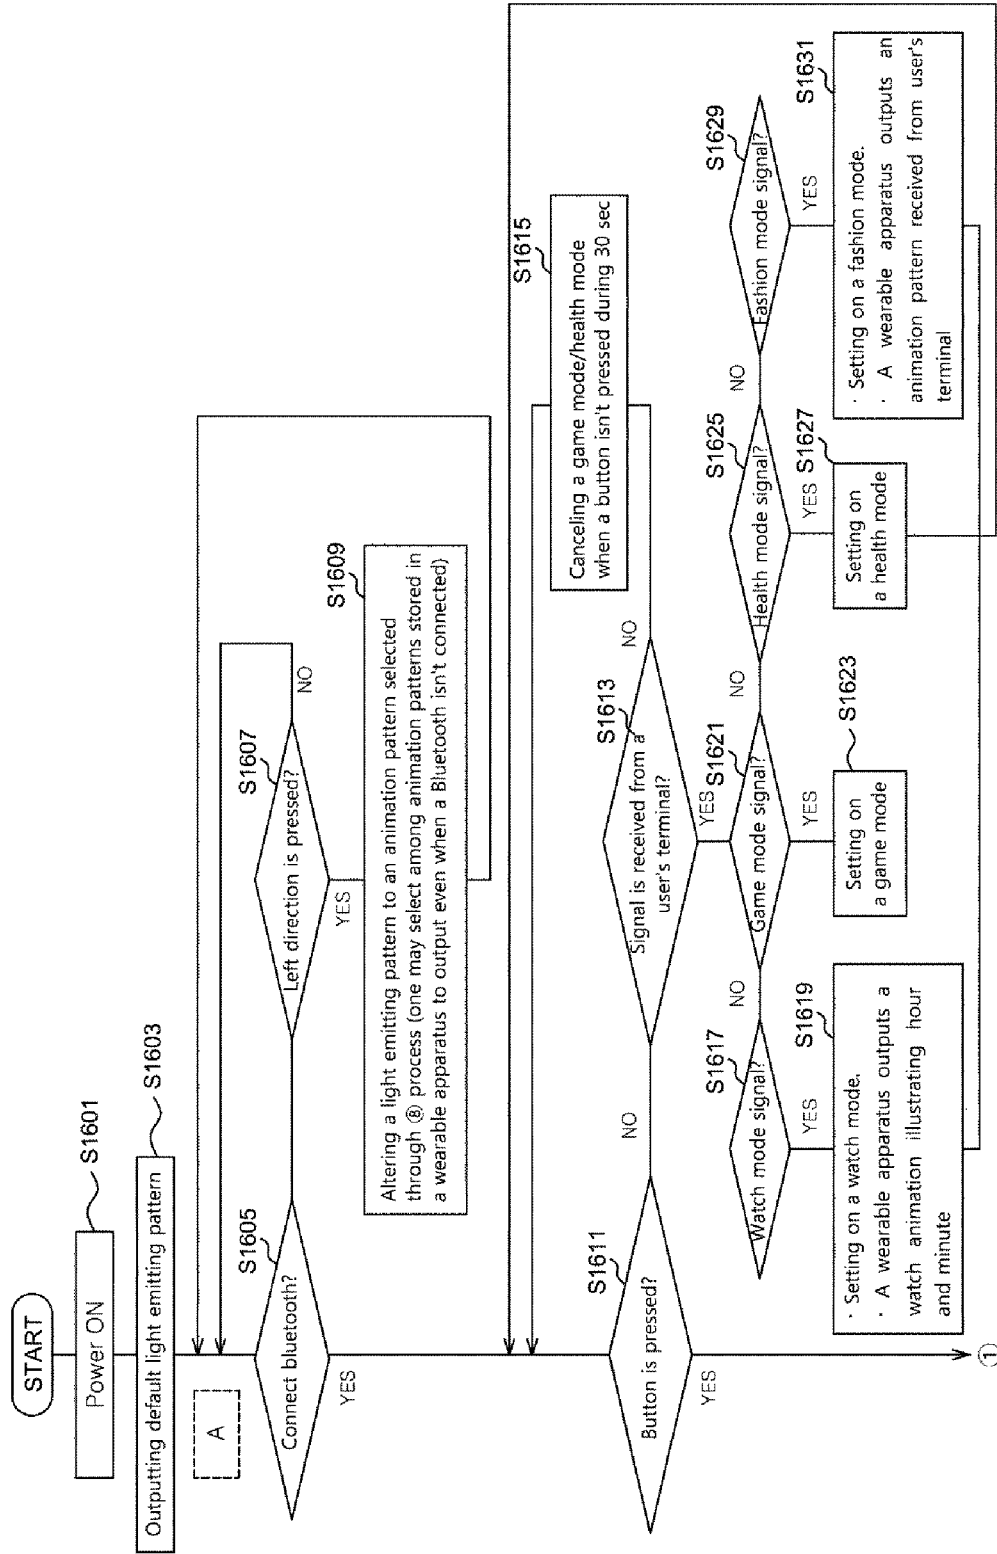 START
Power ON
S1601
Outputting default light emitting pattern
S1603
A
Connect bluetooth?
S1605
YES
Left direction is pressed?
S1607
NO
YES
Altering a light emitting pattern to an animation pattern selected
through ⑧ process (one may select among animation patterns stored in
a wearable apparatus to output even when a Bluetooth isn't connected)
S1609
Button is pressed?
S1611
NO
YES
Signal is received from a
user's terminal?
S1613
NO
YES
Canceling a game mode/health mode
when a button isn't pressed during 30 sec
S1615
Watch mode signal?
S1617
NO
YES
· Setting on a watch mode.
· A wearable apparatus outputs a
watch animation illustrating hour
and minute
S1619
Game mode signal?
S1621
NO
YES
Setting on
a game mode
S1623
Health mode signal?
S1625
NO
YES
Setting on
a health mode
S1627
Fashion mode signal?
S1629
YES
· Setting on a fashion mode.
· A wearable apparatus outputs an
animation pattern received from user's
terminal
S1631
①